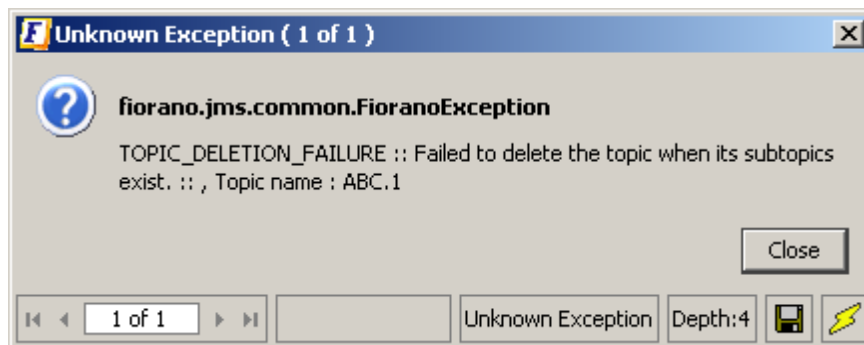 Unknown Exception ( 1 of 1 )
fiorano.jms.common.FioranoException
TOPIC_DELETION_FAILURE :: Failed to delete the topic when its subtopics
exist. :: , Topic name : ABC.1
Close
1 of 1 Unknown Exception Depth:4